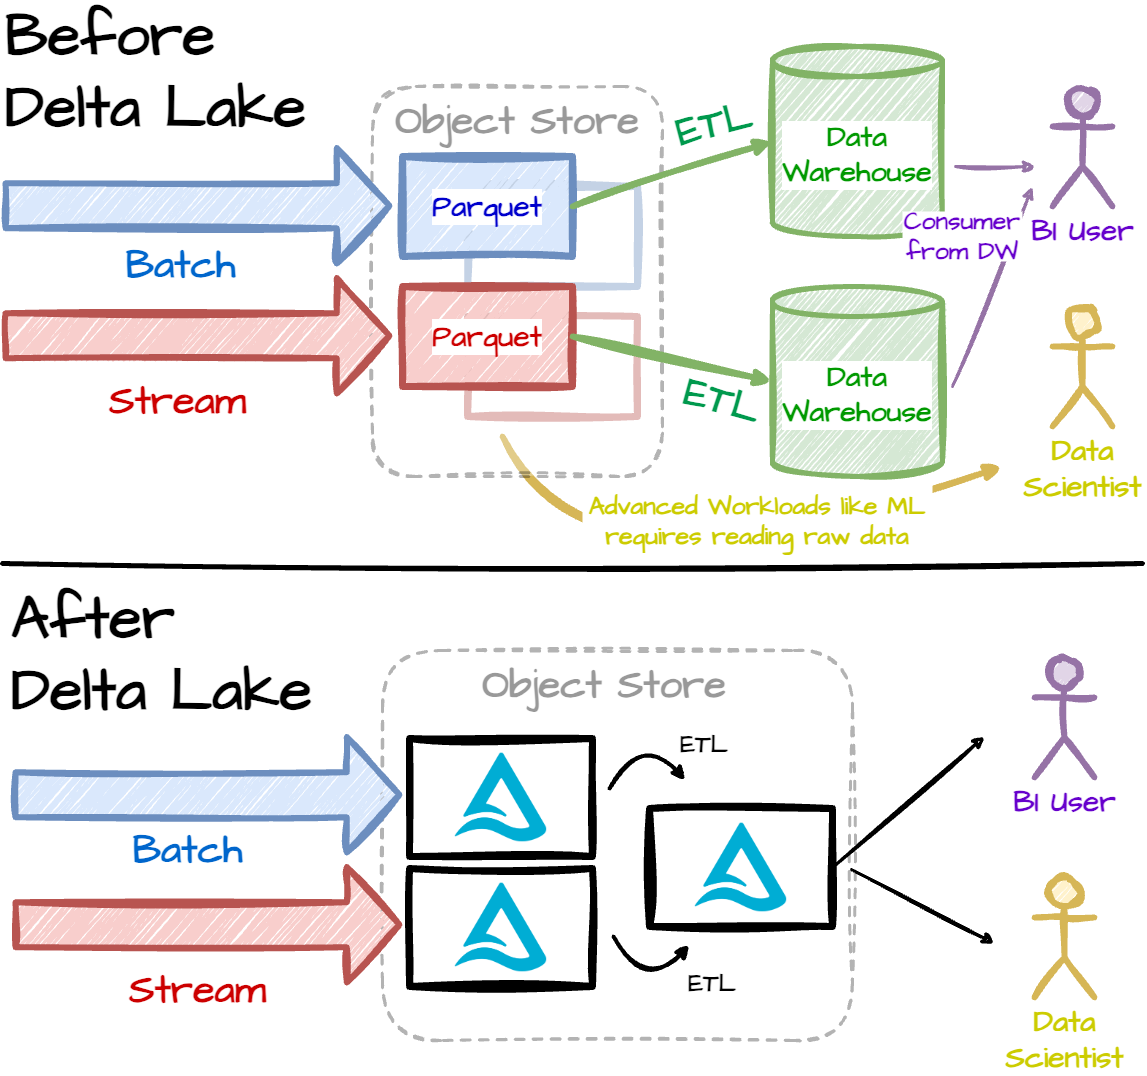 Before
Delta Lake
Object Store
ETL
Data
Warehouse
Parquet
Batch
Consumer
from DW
BI User
Parquet
Stream
ETL
Data
Warehouse
Data
Scientist
Advanced Workloads like ML
requires reading raw data
After
Delta Lake
Object Store
ETL
Batch
BI User
Stream
ETL
Data
Scientist